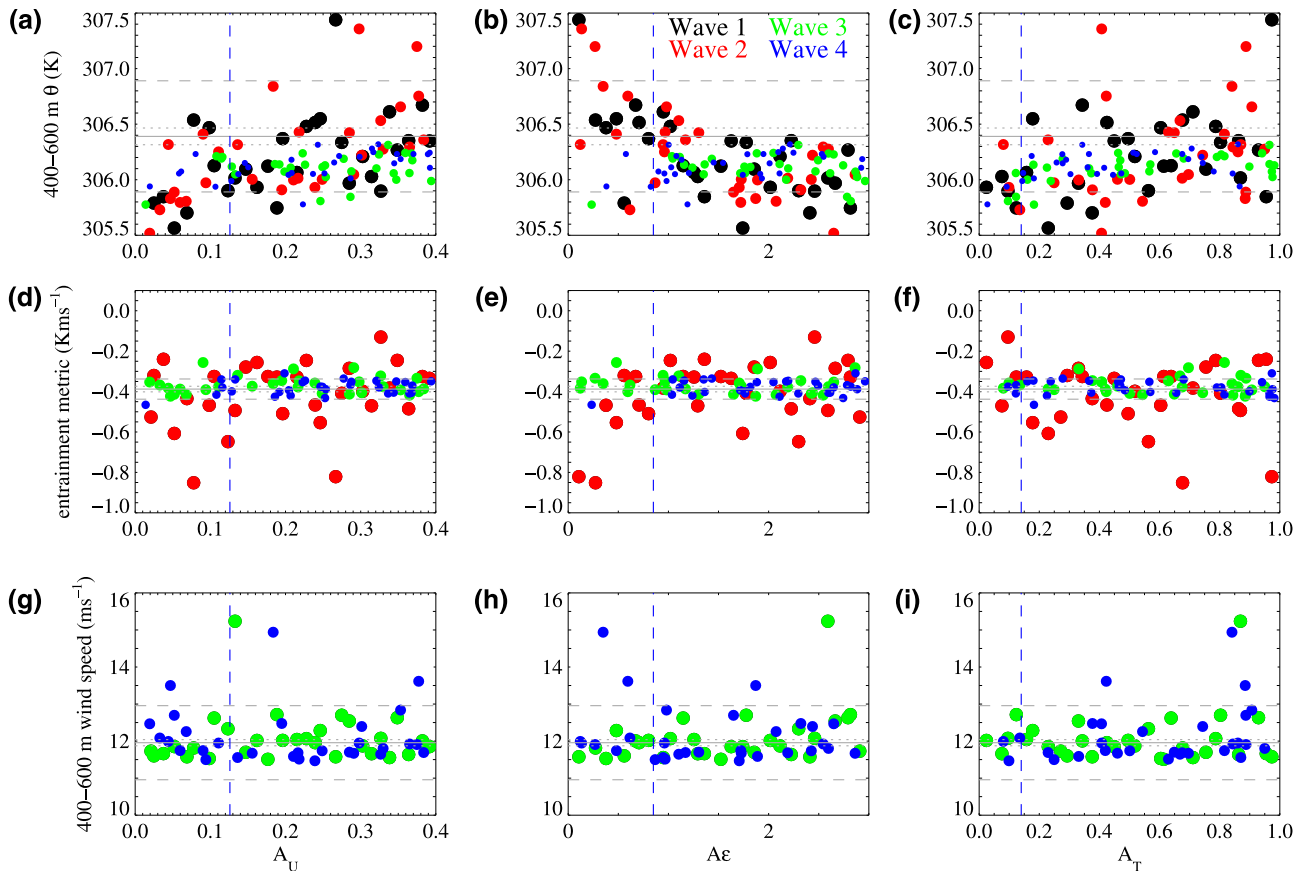 (a) (b) (c)
Wave 1 Wave 3
Wave 2 Wave 4
400−600 m θ (K)
307.5 307.5 307.5
307.0 307.0 307.0
306.5 306.5 306.5
306.0 306.0 306.0
305.5 305.5 305.5
0.0 0.1 0.2 0.3 0.4 0 2 0.0 0.2 0.4 0.6 0.8 1.0
(d) (e) (f)
entrainment metric (Kms⁻¹)
0.0 0.0 0.0
−0.2 −0.2 −0.2
−0.4 −0.4 −0.4
−0.6 −0.6 −0.6
−0.8 −0.8 −0.8
−1.0 −1.0 −1.0
0.0 0.1 0.2 0.3 0.4 0 2 0.0 0.2 0.4 0.6 0.8 1.0
(g) (h) (i)
400−600 m wind speed (ms⁻¹)
16 16 16
14 14 14
12 12 12
10 10 10
0.0 0.1 0.2 0.3 0.4 0 2 0.0 0.2 0.4 0.6 0.8 1.0
A_U Aε A_T